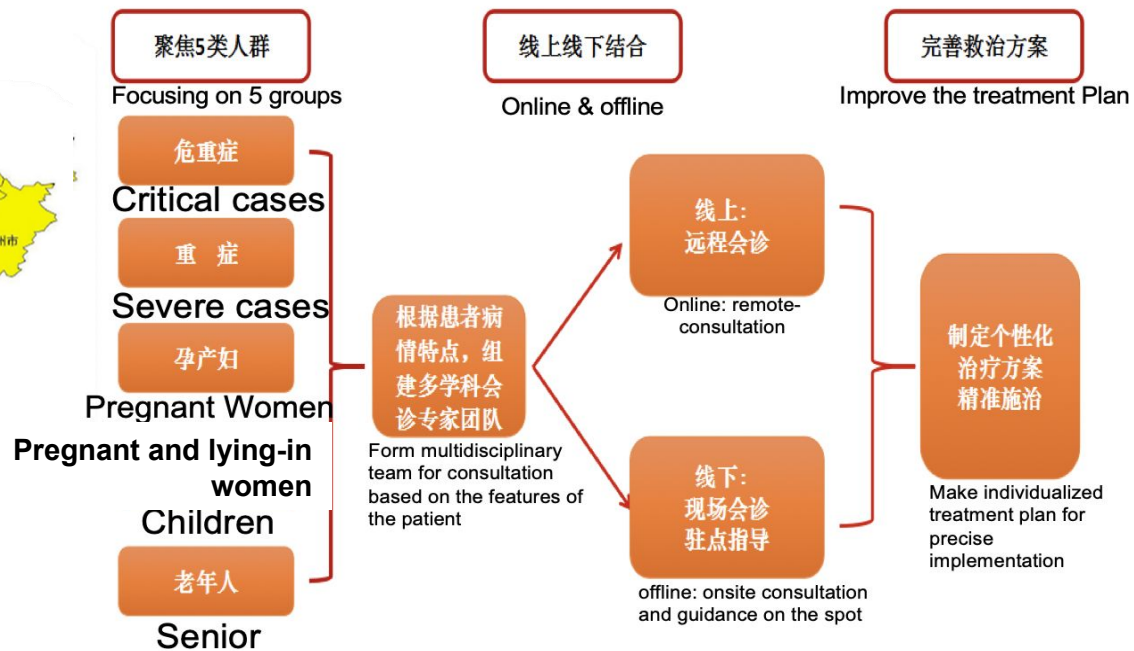 聚焦5类人群
线上线下结合
完善救治方案
Focusing on 5 groups
Online & offline
Improve the treatment Plan
危重症
Critical cases
重 症
Severe cases
孕产妇
Pregnant Women
Pregnant and lying-in
women
Children
老年人
Senior
根据患者病
情特点，组
建多学科会
诊专家团队
Form multidisciplinary
team for consultation
based on the features of
the patient
线上：
远程会诊
Online: remote-
consultation
线下：
现场会诊
驻点指导
offline: onsite consultation
and guidance on the spot
制定个性化
治疗方案
精准施治
Make individualized
treatment plan for
precise
implementation
州市